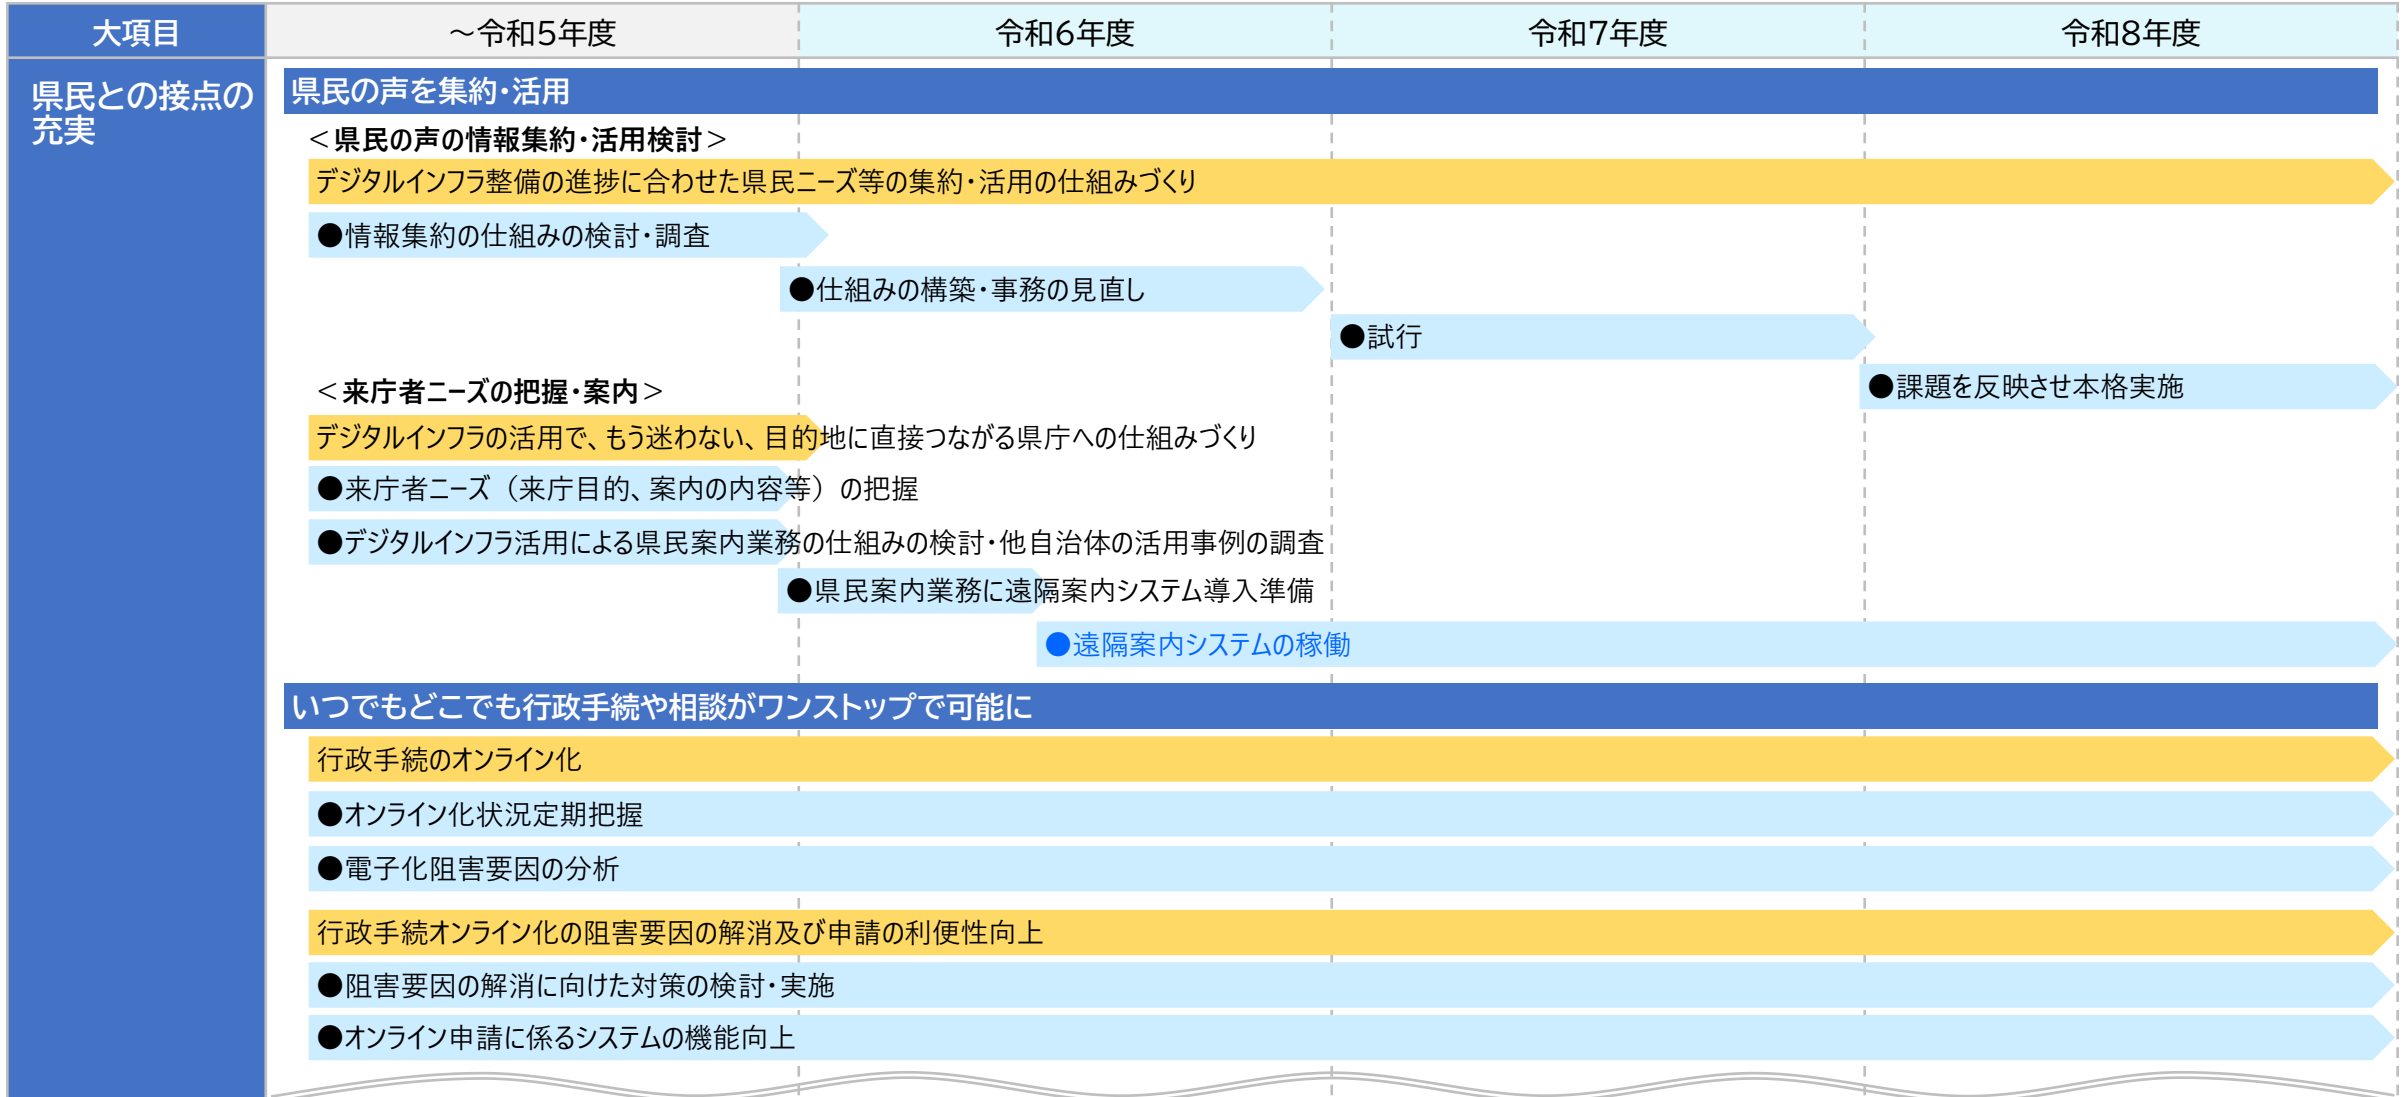 大項目
～令和5年度
令和6年度
令和7年度
令和8年度
県民との接点の
充実
県民の声を集約・活用
＜県民の声の情報集約・活用検討＞
デジタルインフラ整備の進捗に合わせた県民ニーズ等の集約・活用の仕組みづくり
●情報集約の仕組みの検討・調査
●仕組みの構築・事務の見直し
●試行
●課題を反映させ本格実施
＜来庁者ニーズの把握・案内＞
デジタルインフラの活用で、もう迷わない、目的地に直接つながる県庁への仕組みづくり
●来庁者ニーズ（来庁目的、案内の内容等）の把握
●デジタルインフラ活用による県民案内業務の仕組みの検討・他自治体の活用事例の調査
●県民案内業務に遠隔案内システム導入準備
●遠隔案内システムの稼働
いつでもどこでも行政手続や相談がワンストップで可能に
行政手続のオンライン化
●オンライン化状況定期把握
●電子化阻害要因の分析
行政手続オンライン化の阻害要因の解消及び申請の利便性向上
●阻害要因の解消に向けた対策の検討・実施
●オンライン申請に係るシステムの機能向上